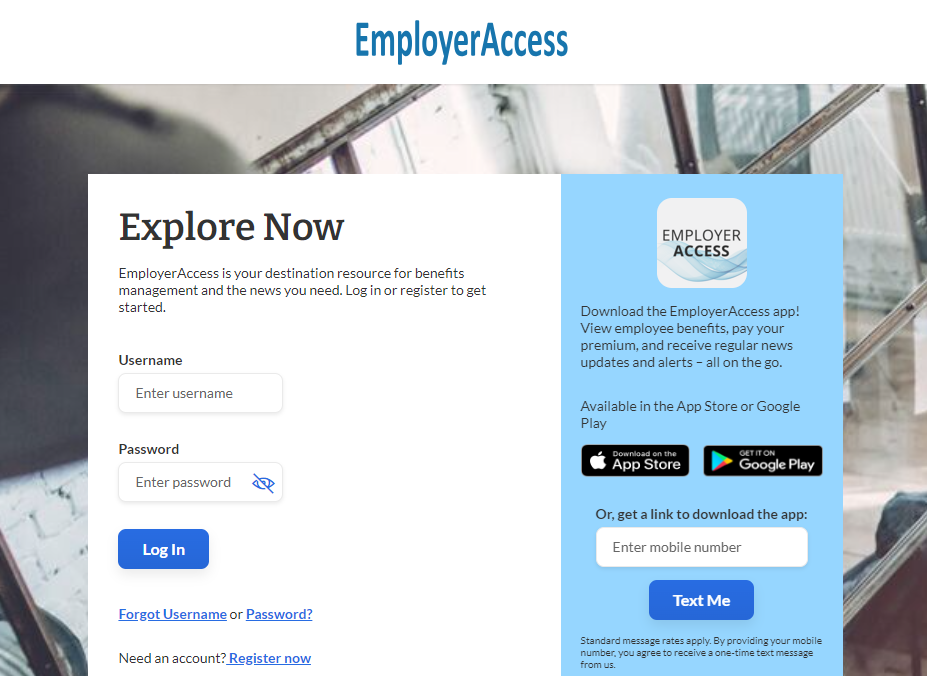 EmployerAccess
Explore Now
EmployerAccess is your destination resource for benefits
management and the news you need. Log in or register to get
started.
Username
Enter username
Password
Enter password
Log In
Forgot Username or Password?
Need an account? Register now
EMPLOYER
ACCESS
Download the EmployerAccess app!
View employee benefits, pay your
premium, and receive regular news
updates and alerts – all on the go.
Available in the App Store or Google
Play
Download on the
App Store
GET IT ON
Google Play
Or, get a link to download the app:
Enter mobile number
Text Me
Standard message rates apply. By providing your mobile
number, you agree to receive a one-time text message
from us.